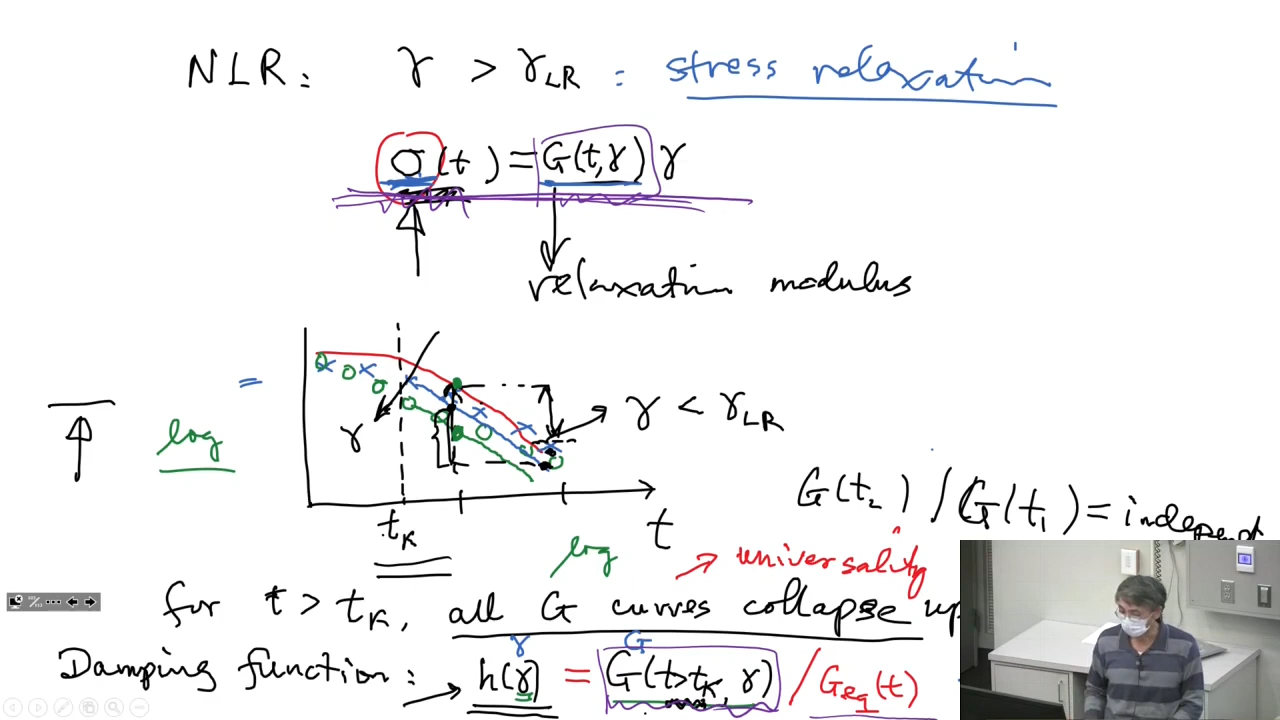 NLR: γ > γLR : stress relaxation
σ(t) = G(t,γ) γ
relaxation modulus
=
γ γ < γLR
log
G(t₂) / G(t₁) = independ
tK t
log → universality
for t > tK, all G curves collapse up
γ G
Damping function: → h(γ) = G(t>tK, γ) / Geq(t)